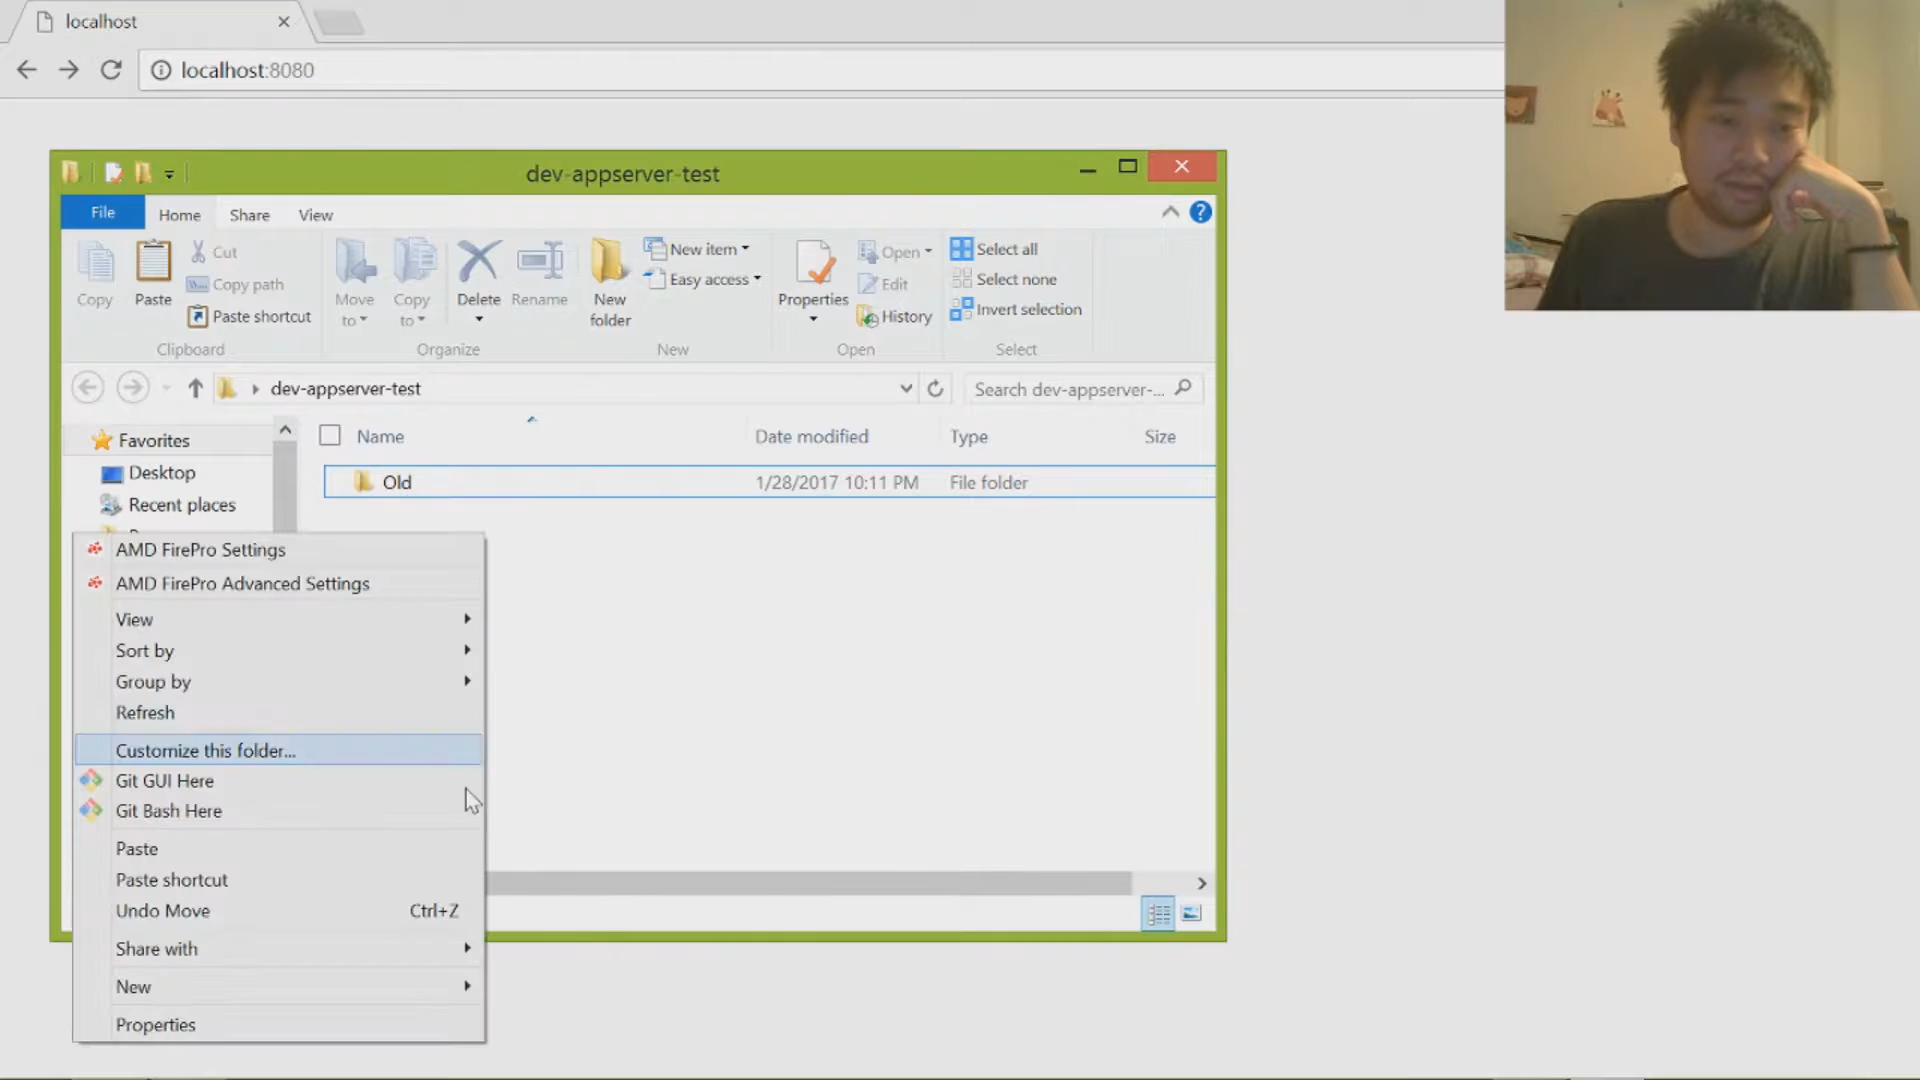 localhost
localhost:8080
dev-appserver-test
File Home Share View
Copy
Paste
Cut
Copy path
Paste shortcut
Clipboard
Move to
Copy to
Delete
Rename
Organize
New folder
New item
Easy access
New
Properties
Open
Edit
History
Open
Select all
Select none
Invert selection
Select
dev-appserver-test
Search dev-appserver-...
Favorites
Desktop
Recent places
Name Date modified Type Size
Old 1/28/2017 10:11 PM File folder
AMD FirePro Settings
AMD FirePro Advanced Settings
View
Sort by
Group by
Refresh
Customize this folder...
Git GUI Here
Git Bash Here
Paste
Paste shortcut
Undo Move Ctrl+Z
Share with
New
Properties